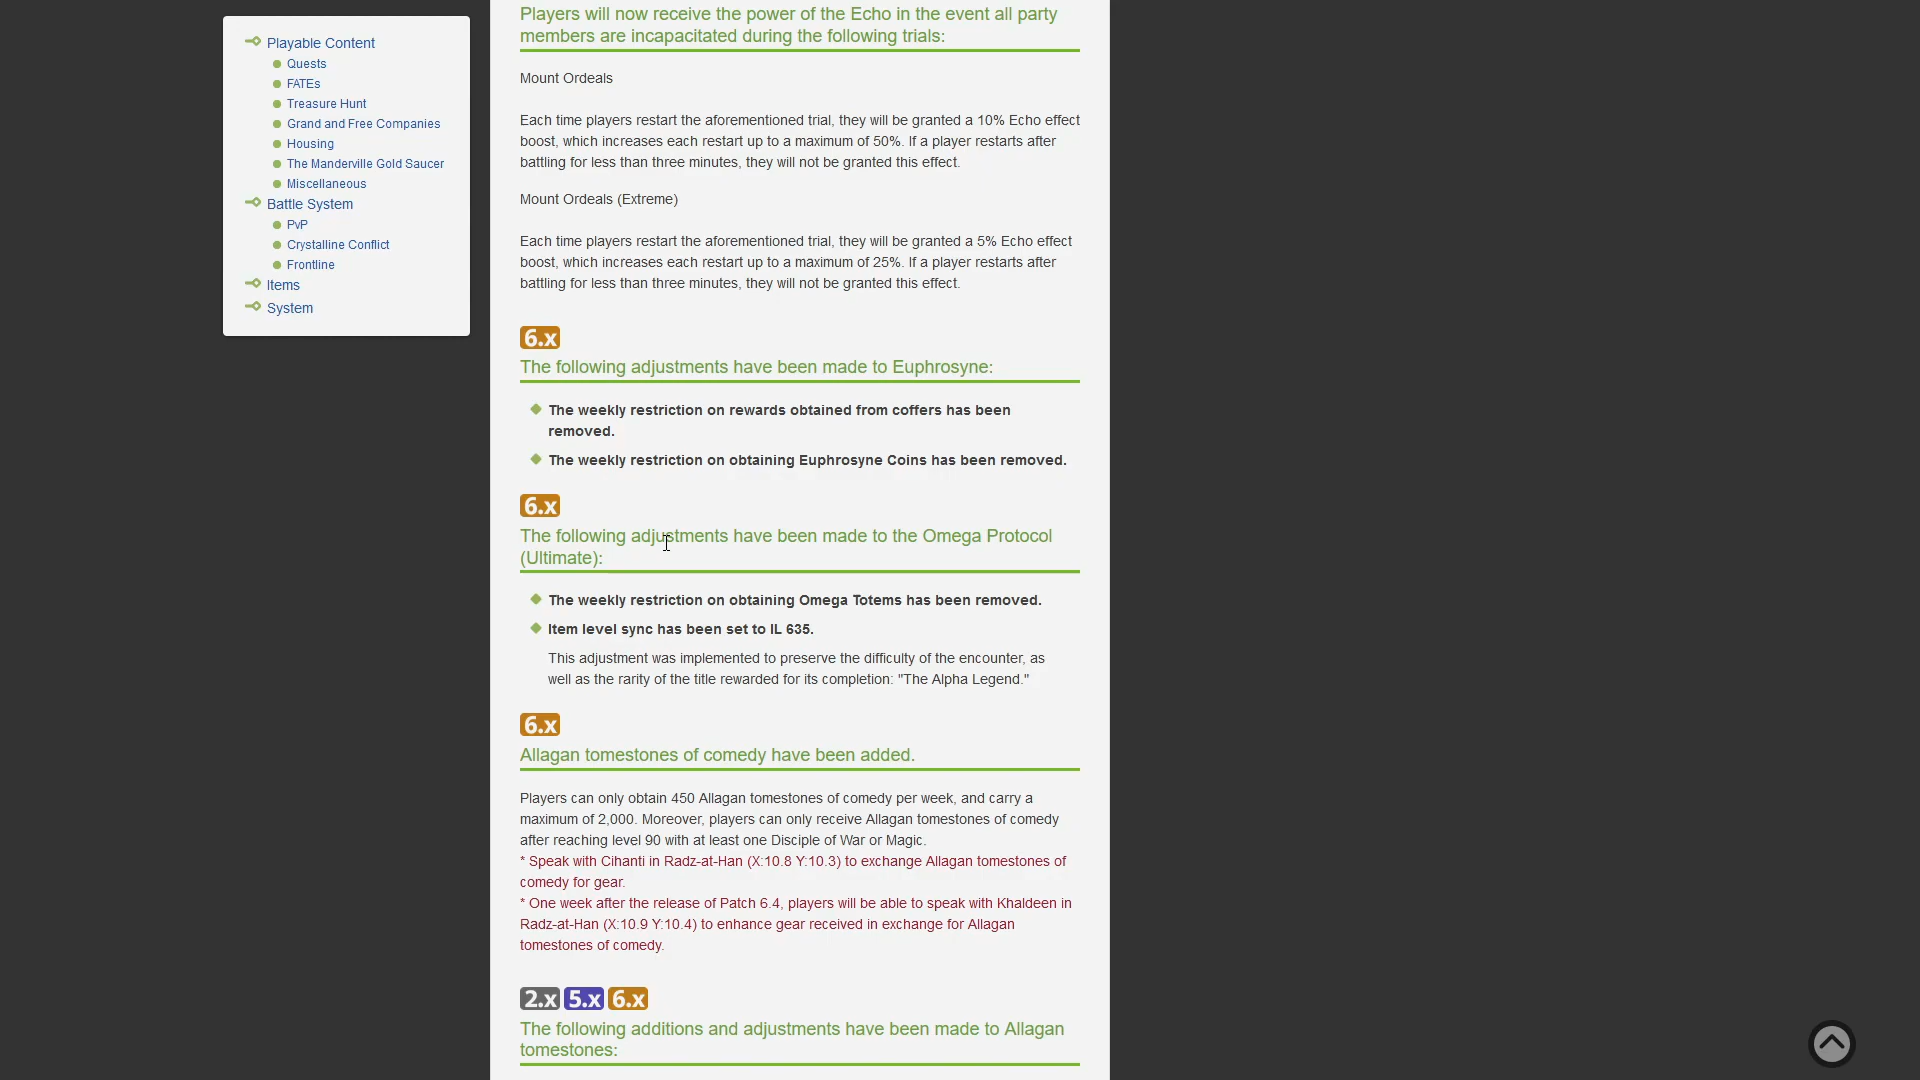 Playable Content
Quests
FATEs
Treasure Hunt
Grand and Free Companies
Housing
The Manderville Gold Saucer
Miscellaneous
Battle System
PvP
Crystalline Conflict
Frontline
Items
System
Players will now receive the power of the Echo in the event all party
members are incapacitated during the following trials:
Mount Ordeals
Each time players restart the aforementioned trial, they will be granted a 10% Echo effect
boost, which increases each restart up to a maximum of 50%. If a player restarts after
battling for less than three minutes, they will not be granted this effect.
Mount Ordeals (Extreme)
Each time players restart the aforementioned trial, they will be granted a 5% Echo effect
boost, which increases each restart up to a maximum of 25%. If a player restarts after
battling for less than three minutes, they will not be granted this effect.
6.x
The following adjustments have been made to Euphrosyne:
The weekly restriction on rewards obtained from coffers has been
removed.
The weekly restriction on obtaining Euphrosyne Coins has been removed.
6.x
The following adjustments have been made to the Omega Protocol
(Ultimate):
The weekly restriction on obtaining Omega Totems has been removed.
Item level sync has been set to IL 635.
This adjustment was implemented to preserve the difficulty of the encounter, as
well as the rarity of the title rewarded for its completion: "The Alpha Legend."
6.x
Allagan tomestones of comedy have been added.
Players can only obtain 450 Allagan tomestones of comedy per week, and carry a
maximum of 2,000. Moreover, players can only receive Allagan tomestones of comedy
after reaching level 90 with at least one Disciple of War or Magic.
* Speak with Cihanti in Radz-at-Han (X:10.8 Y:10.3) to exchange Allagan tomestones of
comedy for gear.
* One week after the release of Patch 6.4, players will be able to speak with Khaldeen in
Radz-at-Han (X:10.9 Y:10.4) to enhance gear received in exchange for Allagan
tomestones of comedy.
2.x 5.x 6.x
The following additions and adjustments have been made to Allagan
tomestones: